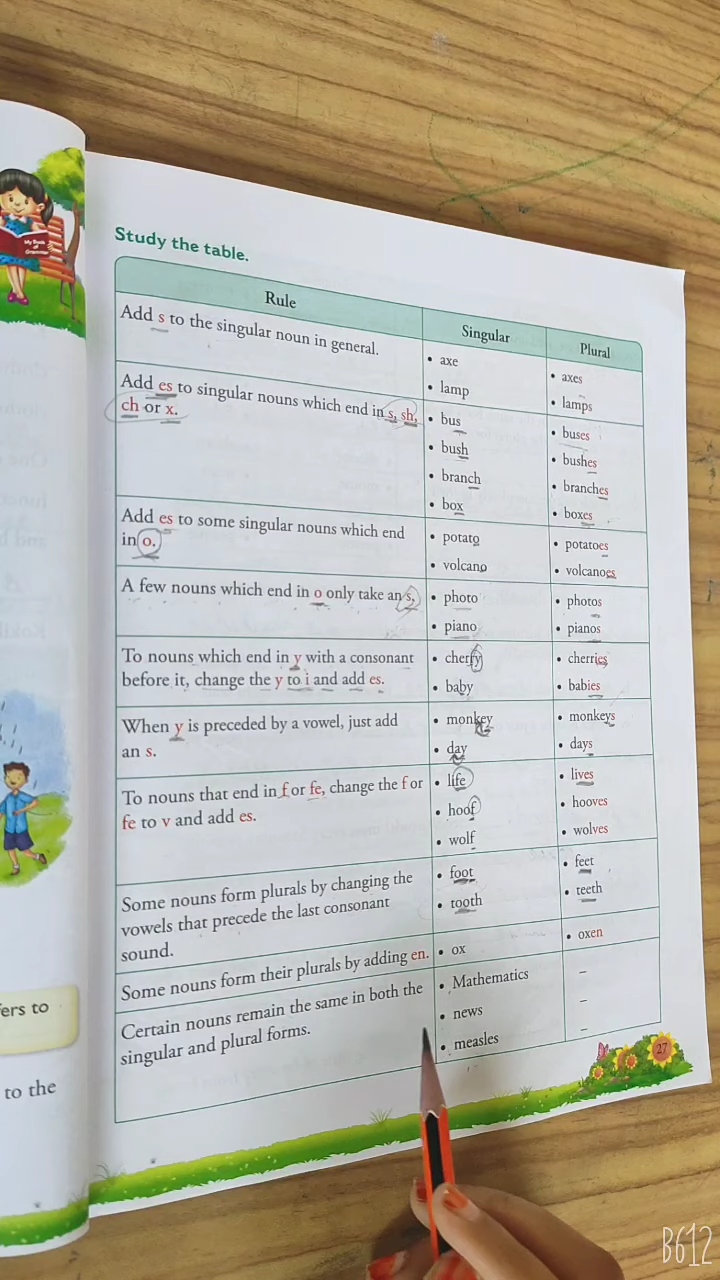 My Book of Grammar
Study the table.
Rule Singular Plural
Add s to the singular noun in general.
• axe • axes
• lamp • lamps
Add es to singular nouns which end in s, sh,
ch or x.
• bus • buses
• bush • bushes
• branch • branches
• box • boxes
Add es to some singular nouns which end
in o.
• potato • potatoes
• volcano • volcanoes
A few nouns which end in o only take an s,
• photo • photos
• piano • pianos
To nouns which end in y with a consonant
before it, change the y to i and add es.
• cherry • cherries
• baby • babies
When y is preceded by a vowel, just add
an s.
• monkey • monkeys
• day • days
To nouns that end in f or fe, change the f or
fe to v and add es.
• life • lives
• hoof • hooves
• wolf • wolves
Some nouns form plurals by changing the
vowels that precede the last consonant
sound.
• foot • feet
• tooth • teeth
Some nouns form their plurals by adding en.
• ox • oxen
Certain nouns remain the same in both the
singular and plural forms.
• Mathematics –
• news –
• measles –
27
ers to
to the
B612